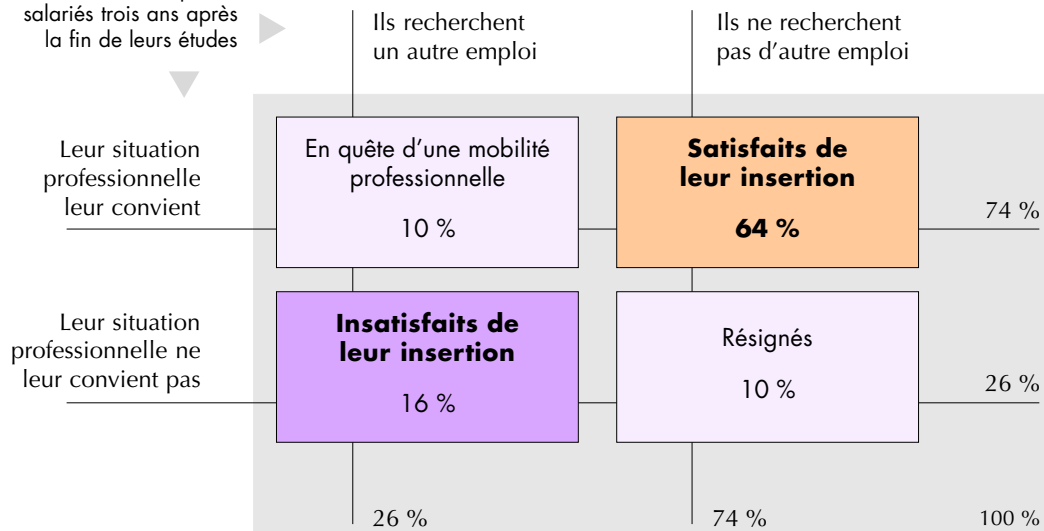 salariés trois ans après
la fin de leurs études
Ils recherchent
un autre emploi
Ils ne recherchent
pas d'autre emploi
Leur situation
professionnelle
leur convient
En quête d'une mobilité
professionnelle
10 %
Satisfaits de
leur insertion
64 %
74 %
Leur situation
professionnelle ne
leur convient pas
Insatisfaits de
leur insertion
16 %
Résignés
10 %
26 %
26 %
74 %
100 %